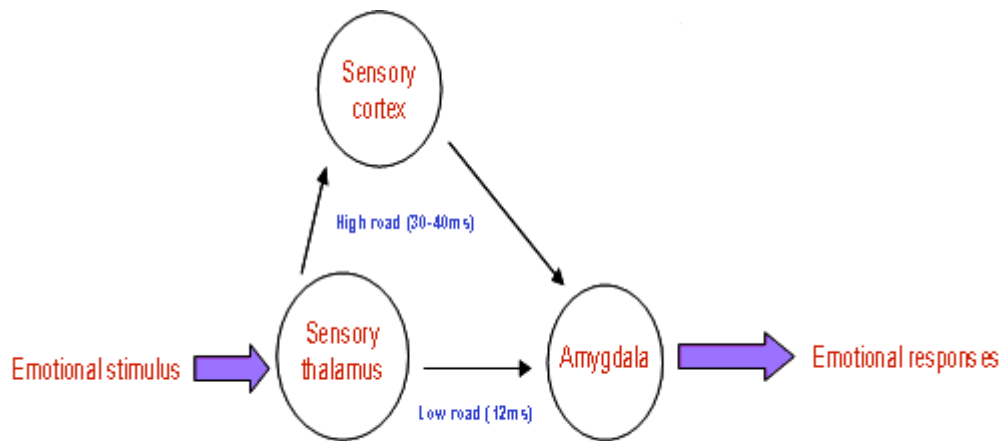 Sensory
cortex
High road (30-40ms)
Sensory
thalamus
Emotional stimulus
Amygdala
Emotional responses
Low road (12ms)